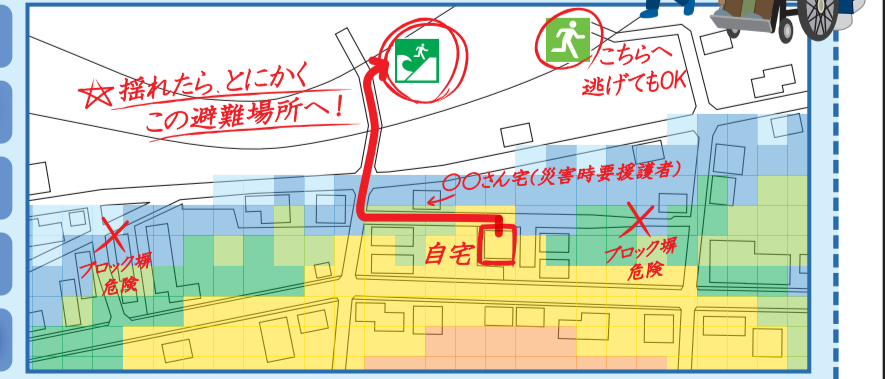 ☆揺れたら、とにかく
この避難場所へ!
こちらへ
逃げてもOK
○○さん宅(災害時要援護者)
自宅
ブロック塀
危険
ブロック塀
危険